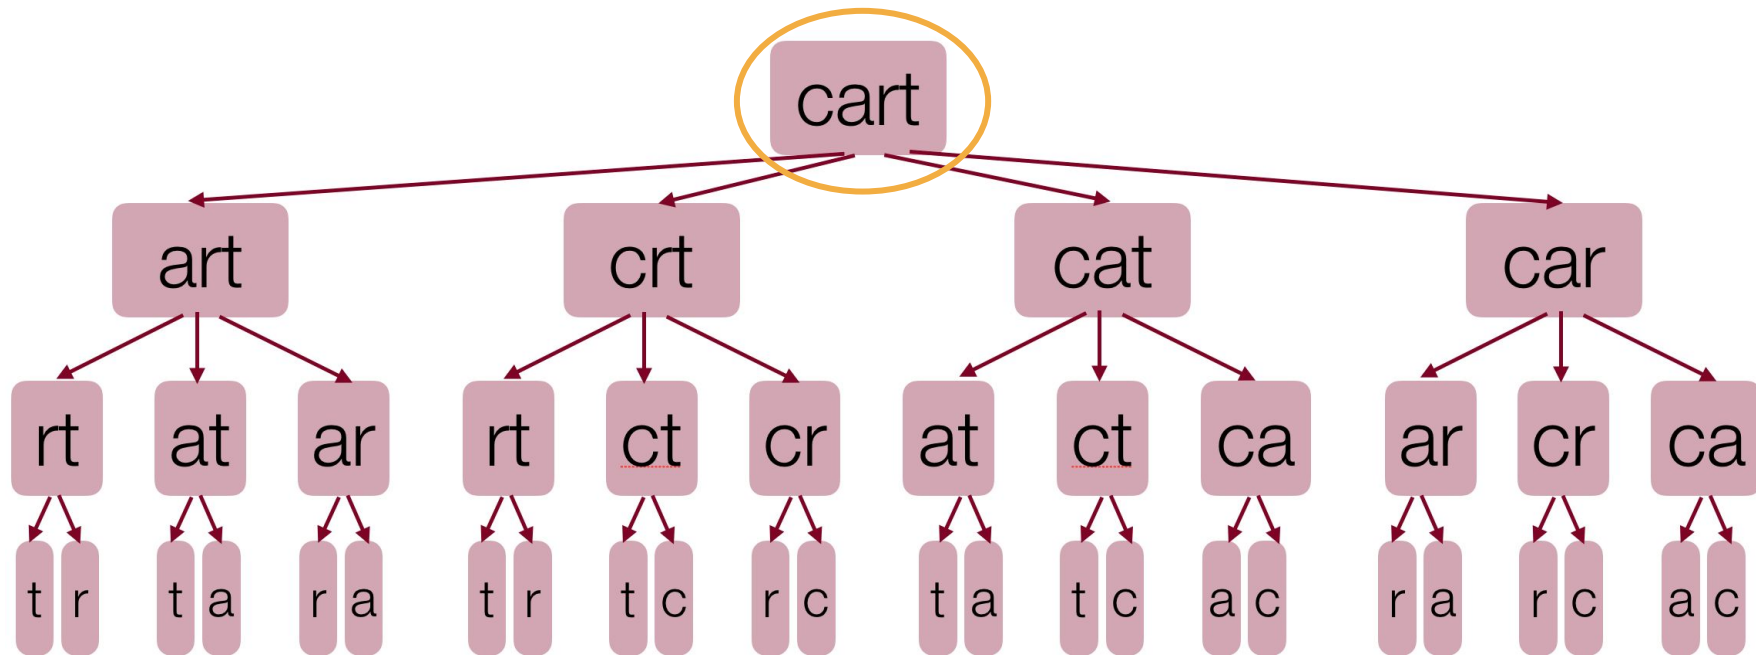 cart
art crt cat car
rt at ar rt ct cr at ct ca ar cr ca
t r t a r a t r t c r c t a t c a c r a r c a c